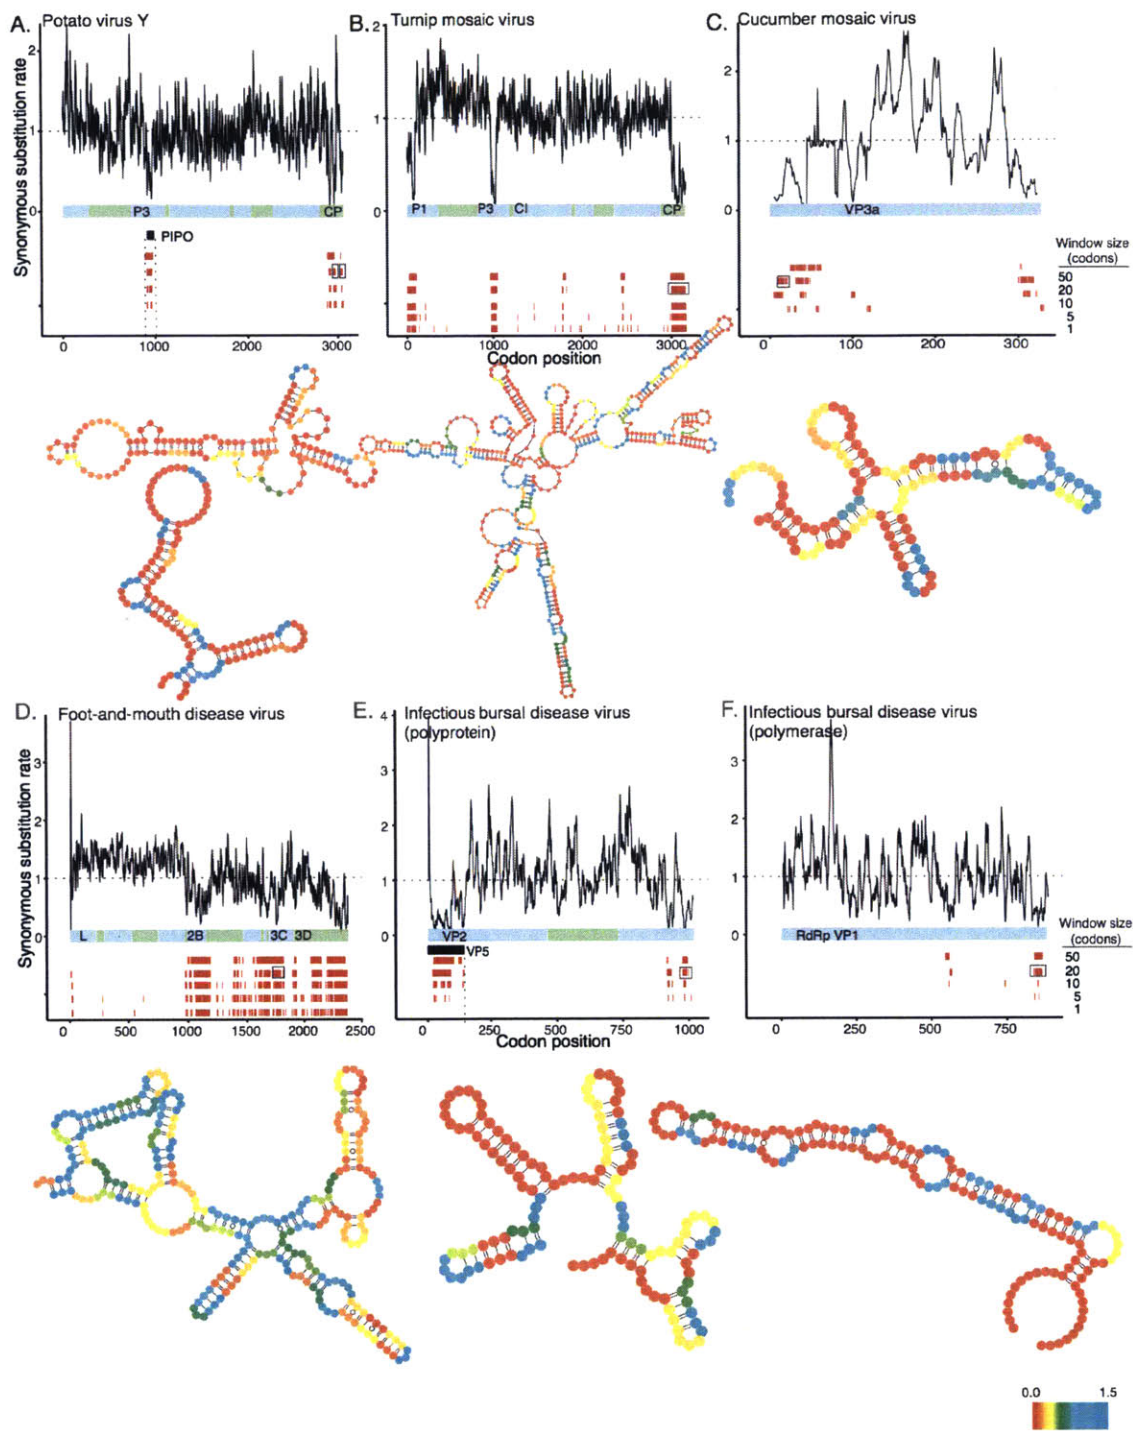 A. Potato virus Y
B. Turnip mosaic virus
C. Cucumber mosaic virus
Synonymous substitution rate
2
1
0
P3
CP
PIPO
0
1000
2000
3000
2
1
0
P1
P3
CI
CP
0
1000
2000
3000
2
1
0
VP3a
Window size
(codons)
50
20
10
5
1
0
100
200
300
Codon position
D. Foot-and-mouth disease virus
E. Infectious bursal disease virus
(polyprotein)
F. Infectious bursal disease virus
(polymerase)
Synonymous substitution rate
3
2
1
0
L
2B
3C
3D
0
500
1000
1500
2000
2500
4
3
2
1
0
VP2
VP5
0
250
500
750
1000
3
2
1
0
RdRp VP1
Window size
(codons)
50
20
10
5
1
0
250
500
750
Codon position
0.0
1.5